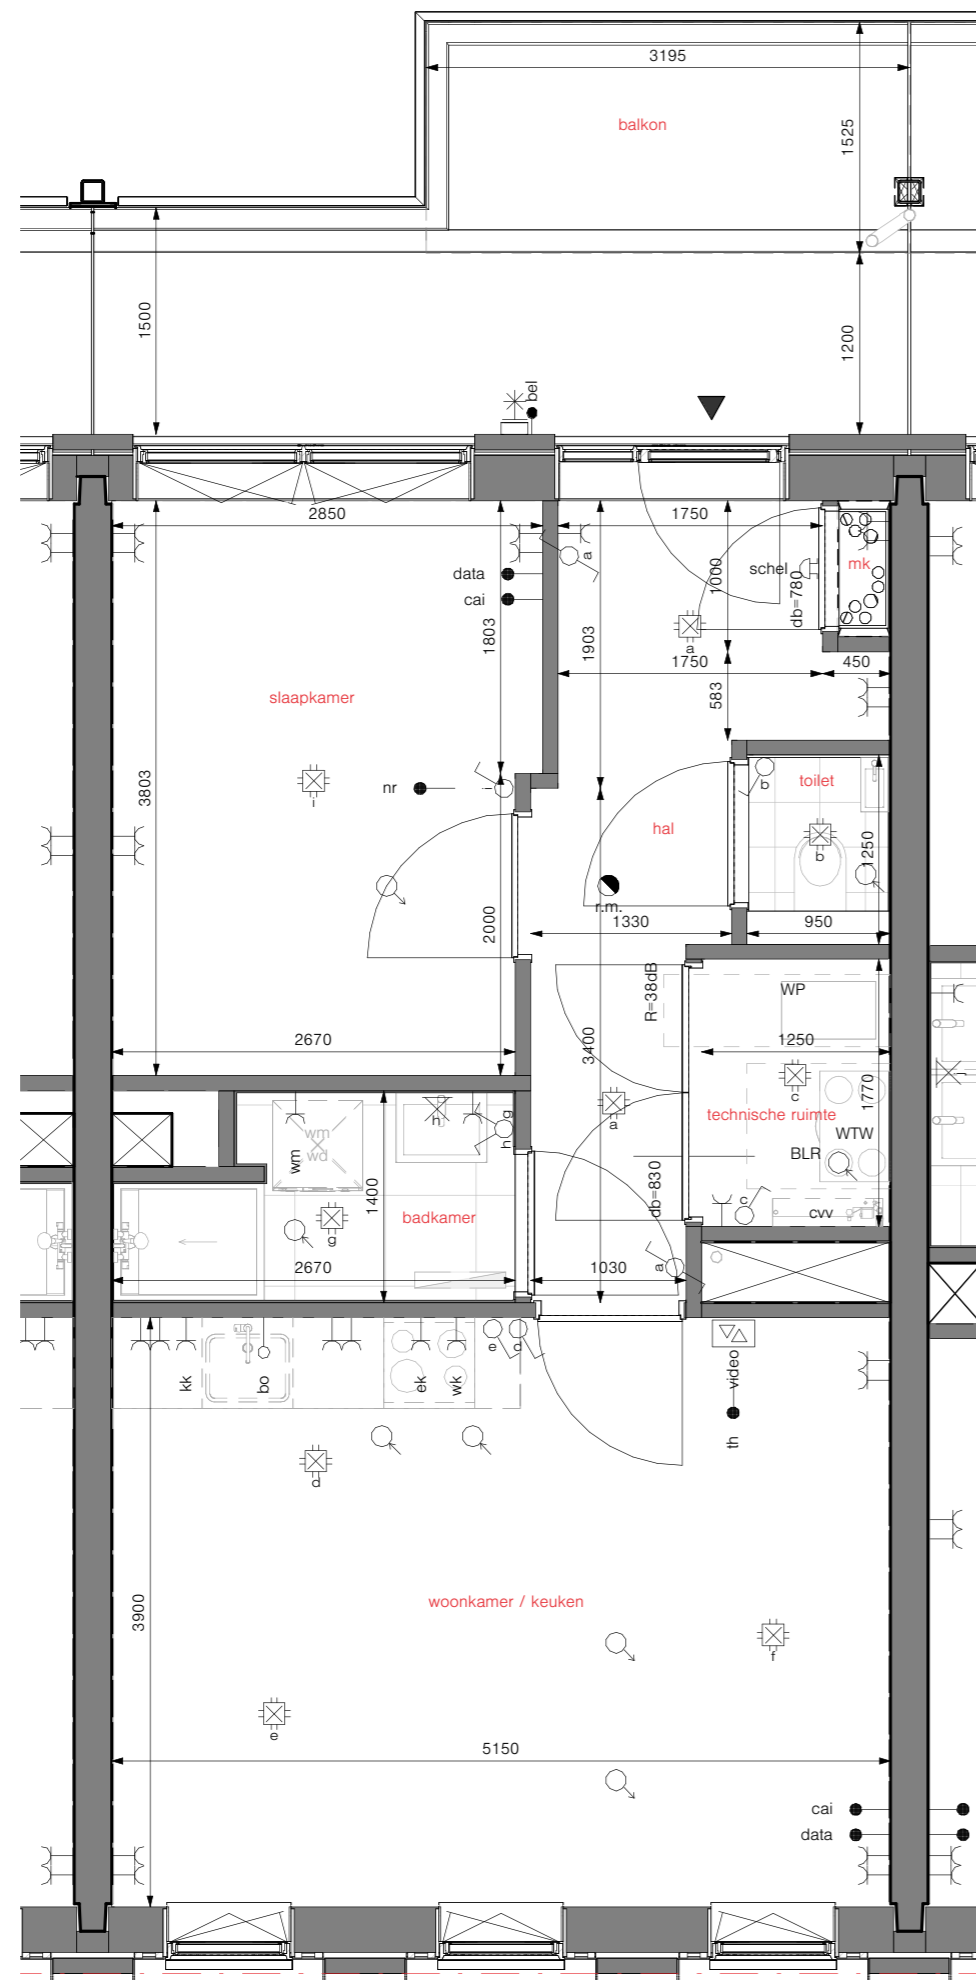 3195
balkon
1525
1500
1200
bel
2850
1750
data
cai
schel
mk
1000
db=780
a
a
1803
1903
1750
450
583
slaapkamer
3803
nr
i
i
toilet
b
b
hal
1250
r.m.
2000
1330
950
R=38dB
WP
2670
3400
1250
c
1770
technische ruimte
a
WTW
BLR
wm
wd
wm
h
g
h
1400
badkamer
g
db=830
c
cvv
2670
1030
a
kk
bo
ek
wk
e
d
video
th
d
j
3900
woonkamer / keuken
f
e
5150
cai
data